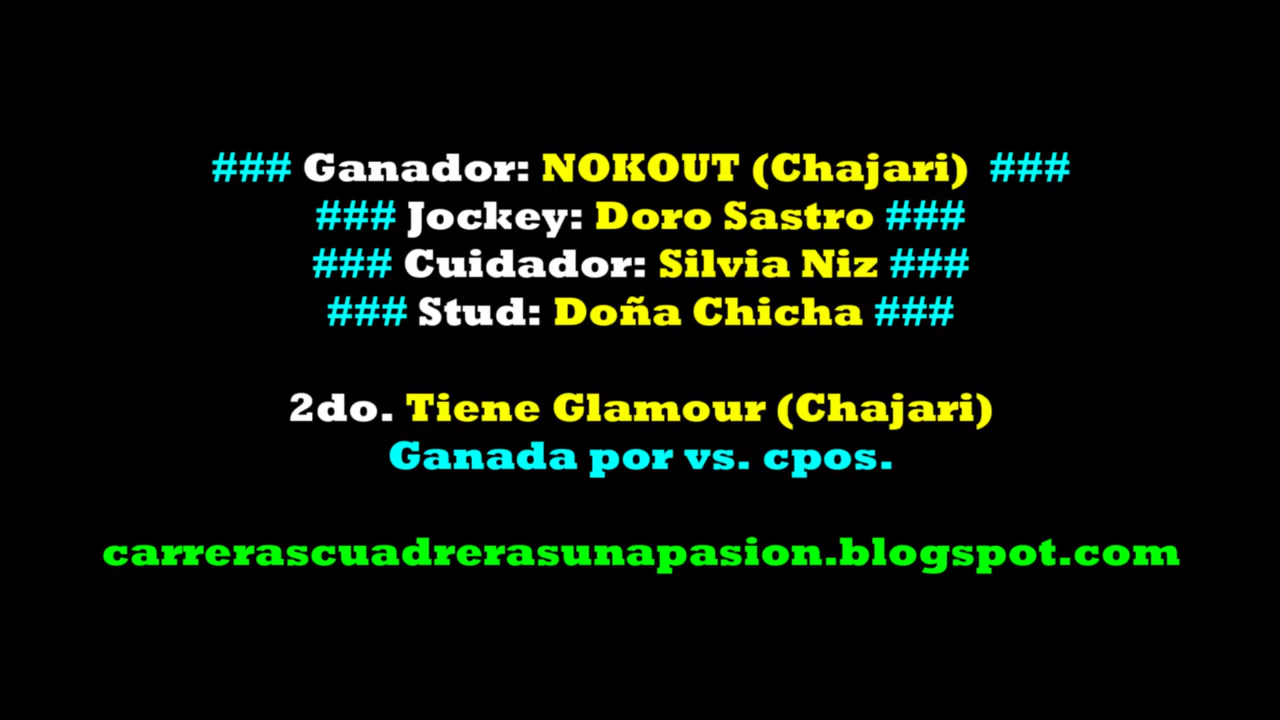 ### Ganador: NOKOUT (Chajari) ###
### Jockey: Doro Sastro ###
### Cuidador: Silvia Niz ###
### Stud: Doña Chicha ###
2do. Tiene Glamour (Chajari)
Ganada por vs. cpos.
carrerascuadrerasunapasion.blogspot.com